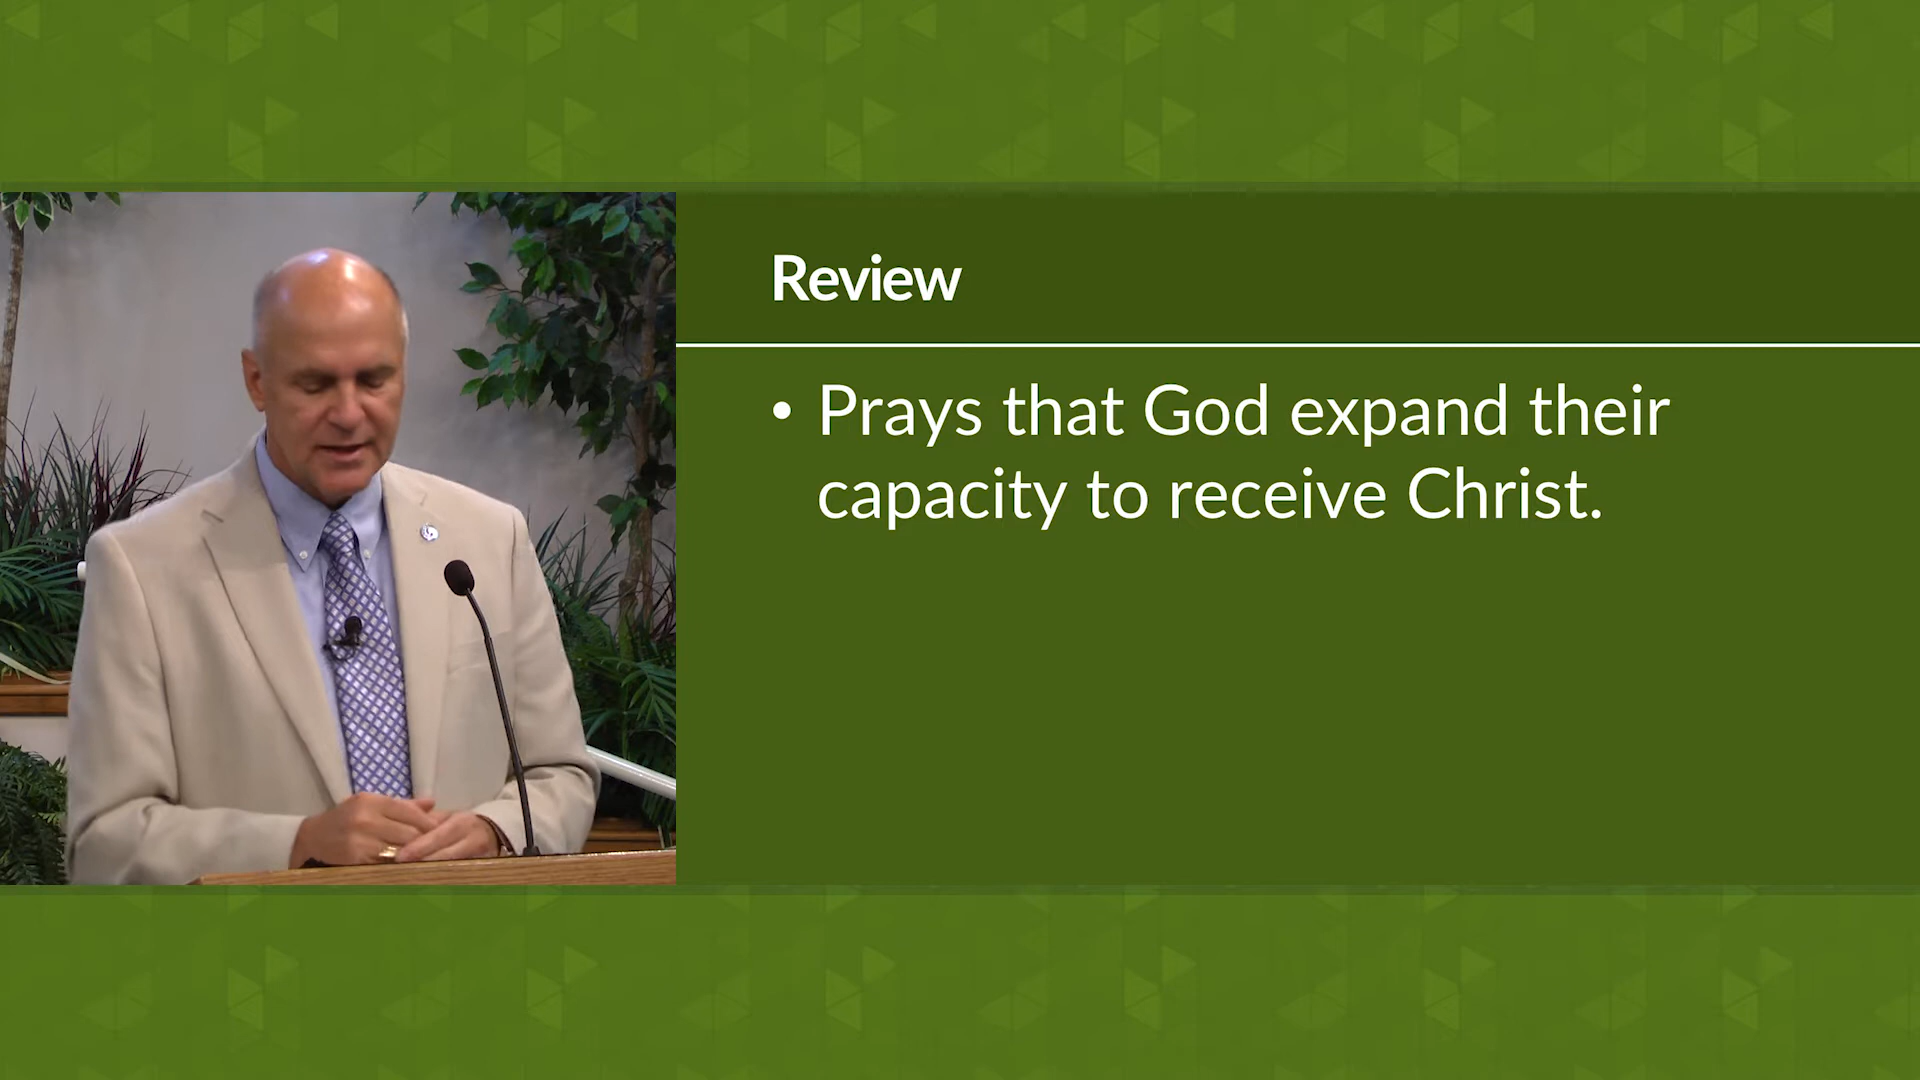 Review
• Prays that God expand their
capacity to receive Christ.